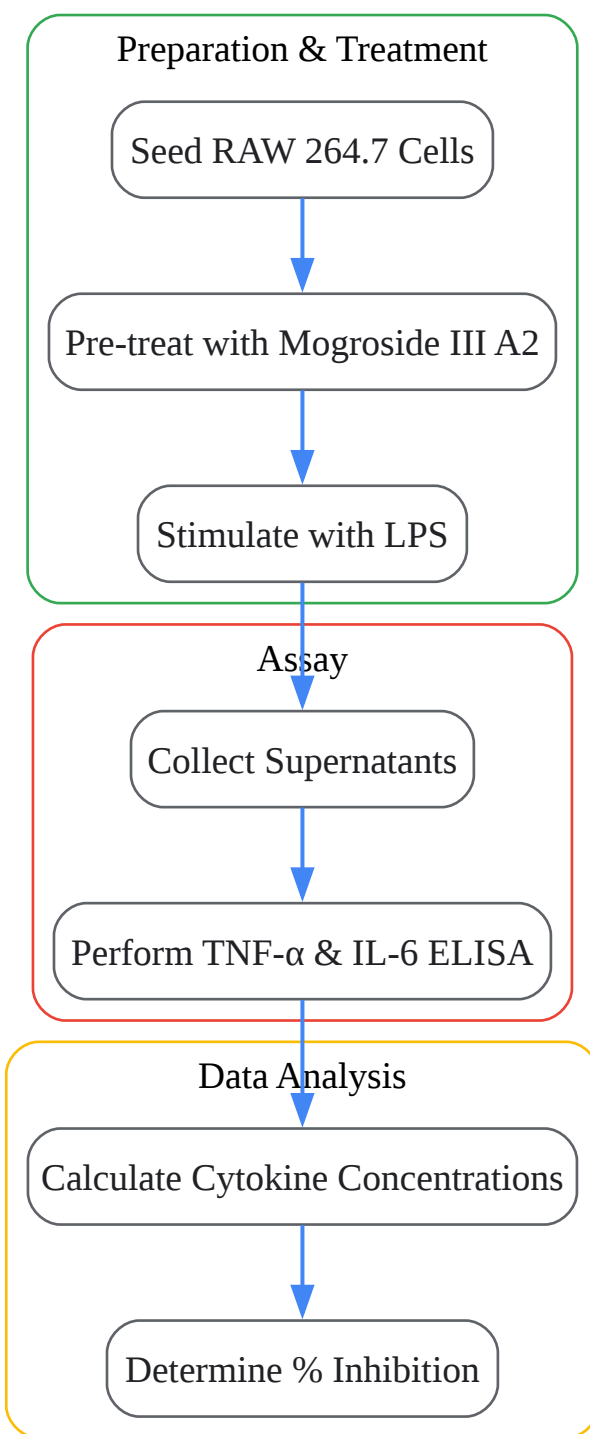 Preparation & Treatment
Seed RAW 264.7 Cells
Pre-treat with Mogroside III A2
Stimulate with LPS
Assay
Collect Supernatants
Perform TNF-α & IL-6 ELISA
Data Analysis
Calculate Cytokine Concentrations
Determine % Inhibition